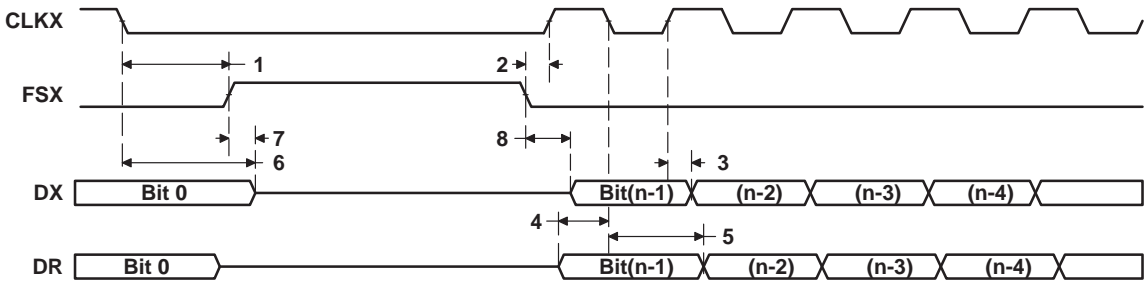 CLKX
1
2
FSX
7
8
6
3
DX
Bit 0
Bit(n-1)
(n-2)
(n-3)
(n-4)
4
5
DR
Bit 0
Bit(n-1)
(n-2)
(n-3)
(n-4)